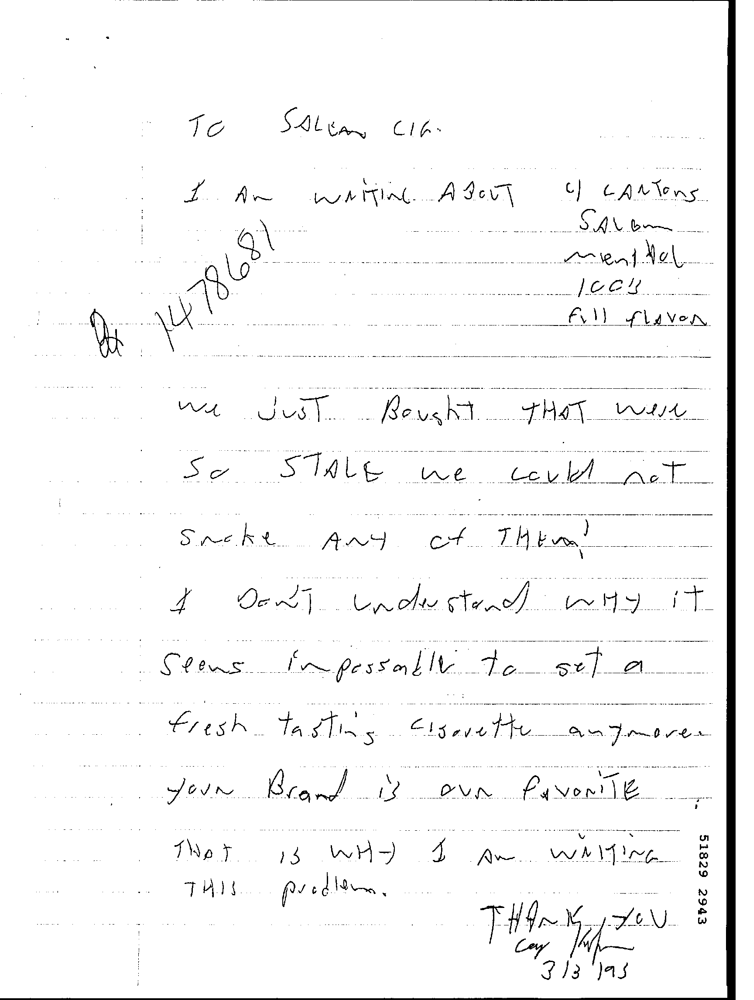 TO SALEM CIG.
I AM WRITING ABOUT 4 CARTONS
SALEM
menthol
100's
full flavor
1478681
we JUST Bought THAT were
So STALE we could not
smoke ANY of THEM!
I Don't understand WHY it
seems impossable to get a
fresh tasting cigarette anymore.
your Brand is our favorite
THAT is WHY I AM WRITING
THIS problem.
THANK YOU
3/3/93
51829 2943